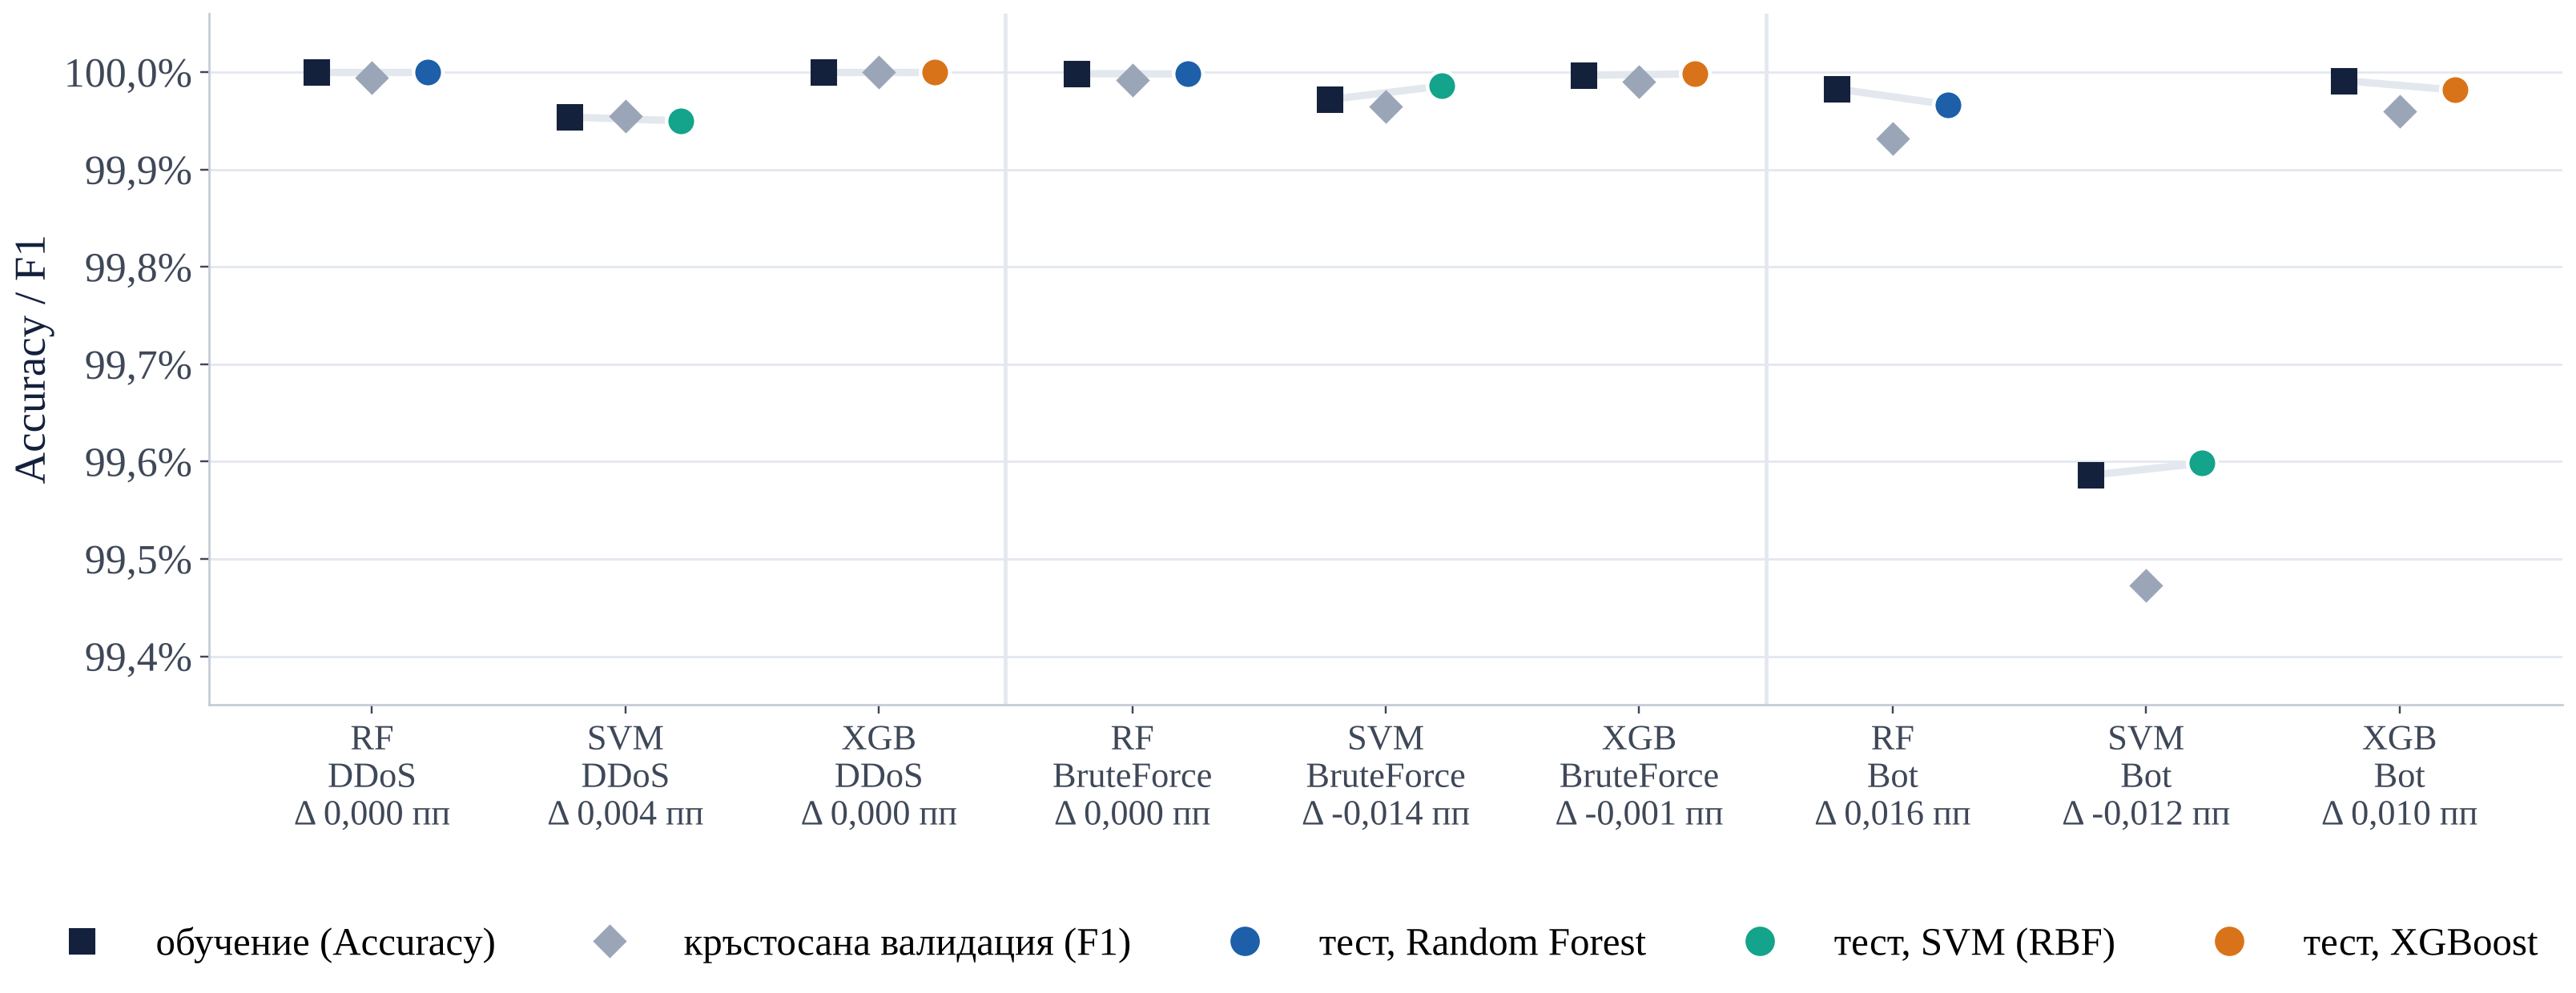 Accuracy / F1
100,0%
99,9%
99,8%
99,7%
99,6%
99,5%
99,4%
RF
DDoS
Δ 0,000 пп
SVM
DDoS
Δ 0,004 пп
XGB
DDoS
Δ 0,000 пп
RF
BruteForce
Δ 0,000 пп
SVM
BruteForce
Δ -0,014 пп
XGB
BruteForce
Δ -0,001 пп
RF
Bot
Δ 0,016 пп
SVM
Bot
Δ -0,012 пп
XGB
Bot
Δ 0,010 пп
обучение (Accuracy)
кръстосана валидация (F1)
тест, Random Forest
тест, SVM (RBF)
тест, XGBoost